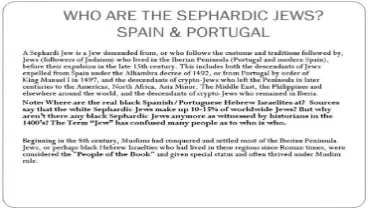 WHO ARE THE SEPHARDIC JEWS?
SPAIN & PORTUGAL
A Sephardi Jew is a Jew descended from, or who follows the customs and traditions followed by,
Jews (followers of Judaism) who lived in the Iberian Peninsula (Portugal and modern Spain),
before their expulsion in the late 15th century. This includes both the descendants of Jews
expelled from Spain under the Alhambra decree of 1492, or from Portugal by order of
King Manuel I in 1497, and the descendants of crypto-Jews who left the Peninsula in later
centuries to the Americas, North Africa, Asia Minor, The Middle East, the Philippines and
elsewhere around the world, and the descendants of crypto-Jews who remained in Iberia.
Note: Where are the real black Spanish/Portuguese Hebrew Israelites at? Sources
say that the white Sephardic Jews make up 10-15% of worldwide Jews? But why
aren't there any black Sephardic Jews anymore as witnessed by historians in the
1400's? The Term "Jew" has confused many people as to who is who.
Beginning in the 8th century, Muslims had conquered and settled most of the Iberian Peninsula.
Jews, or perhaps black Hebrew Israelites who had lived in these regions since Roman times, were
considered the "People of the Book" and given special status and often thrived under Muslim
rule.